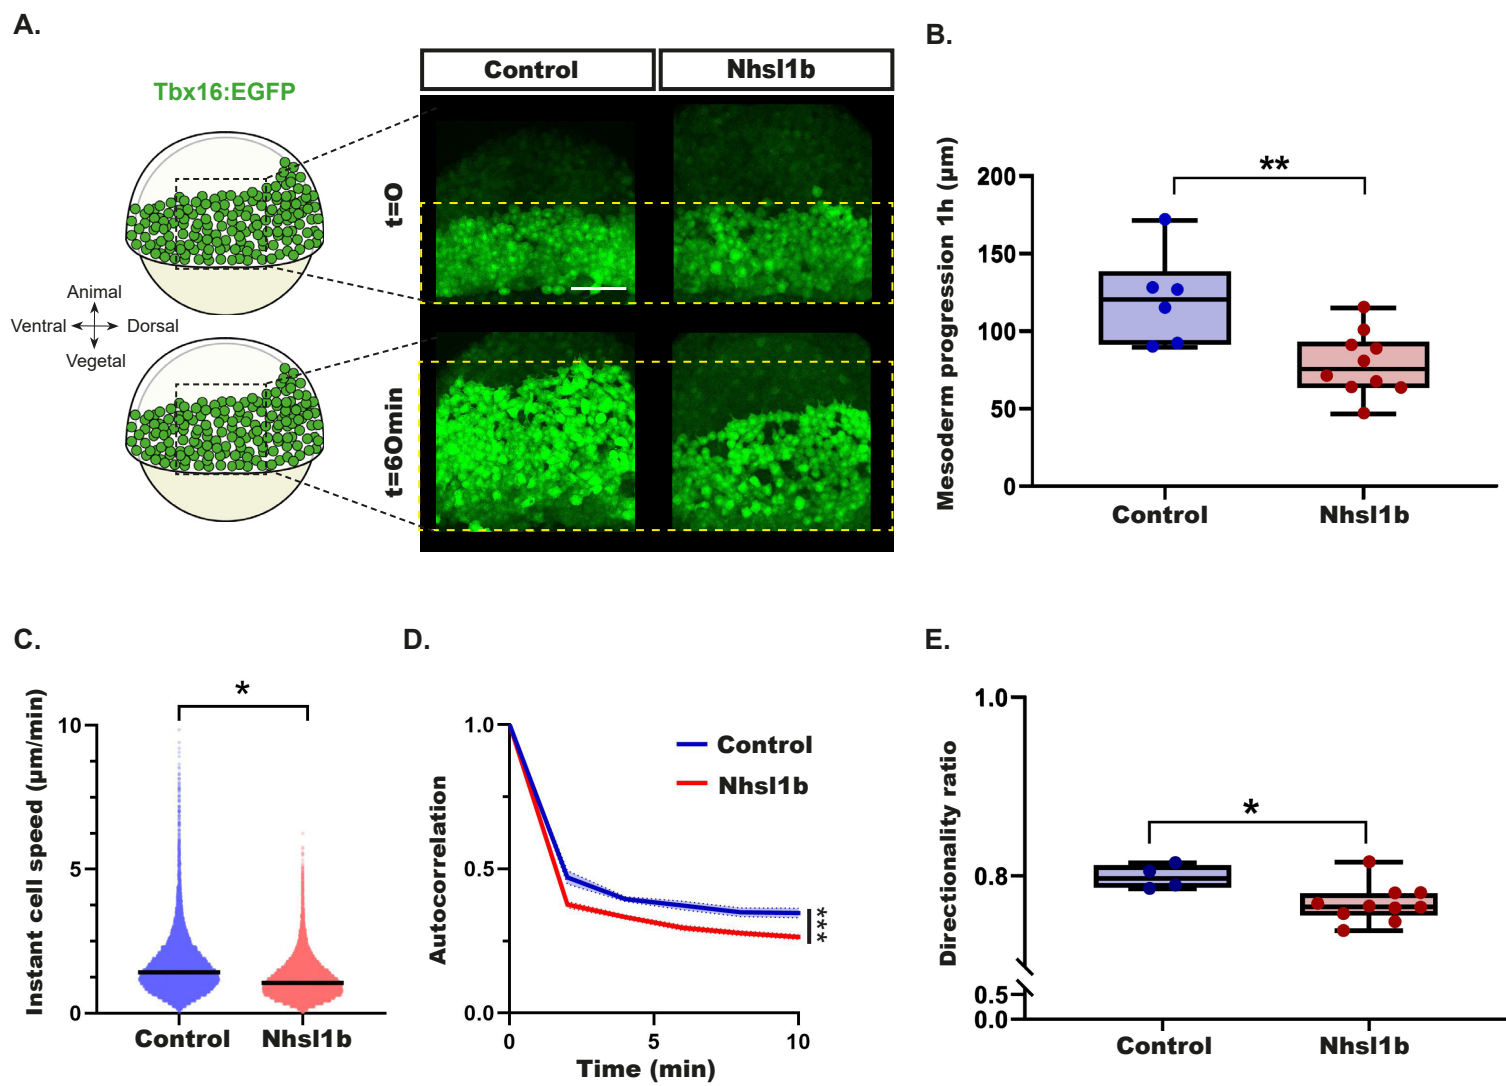 A.
Tbx16:EGFP
Animal
Ventral
Dorsal
Vegetal
Control
Nhsl1b
t=0
t=60min
B.
Mesoderm progression 1h (µm)
200
150
100
50
0
**
Control
Nhsl1b
C.
Instant cell speed (µm/min)
10
5
0
*
Control
Nhsl1b
D.
Autocorrelation
1.0
0.5
0.0
Control
Nhsl1b
***
0
5
10
Time (min)
E.
Directionality ratio
1.0
0.8
0.5
0.0
*
Control
Nhsl1b